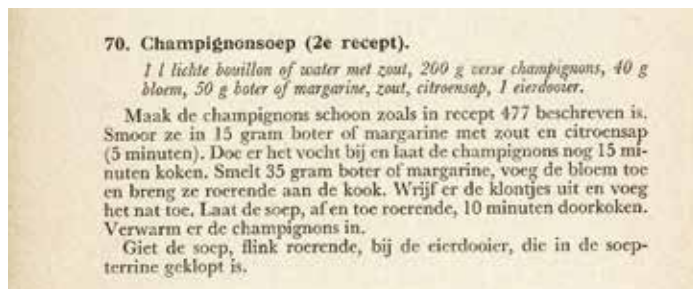 70. Champignonsoep (2e recept).
1 l lichte bouillon of water met zout, 200 g verse champignons, 40 g
bloem, 50 g boter of margarine, zout, citroensap, 1 eierdooier.
Maak de champignons schoon zoals in recept 477 beschreven is.
Smoor ze in 15 gram boter of margarine met zout en citroensap
(5 minuten). Doe er het vocht bij en laat de champignons nog 15 mi-
nuten koken. Smelt 35 gram boter of margarine, voeg de bloem toe
en breng ze roerende aan de kook. Wrijf er de klontjes uit en voeg
het nat toe. Laat de soep, af en toe roerende, 10 minuten doorkoken.
Verwarm er de champignons in.
Giet de soep, flink roerende, bij de eierdooier, die in de soep-
terrine geklopt is.